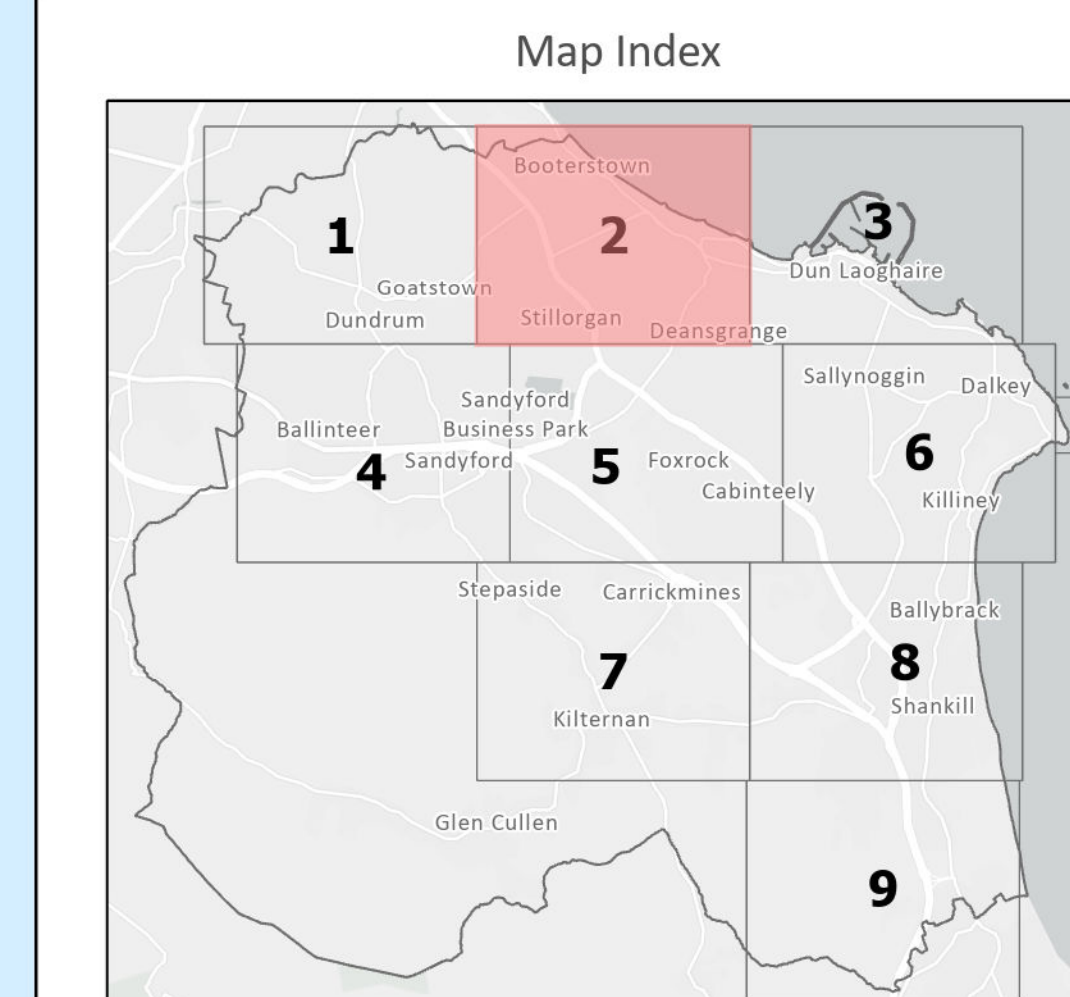 Map Index
Booterstown
1
2
3
Dun Laoghaire
Goatstown
Dundrum
Stillorgan
Deansgrange
Sallynoggin
Dalkey
Sandyford
Business Park
Ballinteer
Sandyford
4
5
Foxrock
6
Cabinteely
Killiney
Stepaside
Carrickmines
Ballybrack
7
8
Kilternan
Shankill
Glen Cullen
9